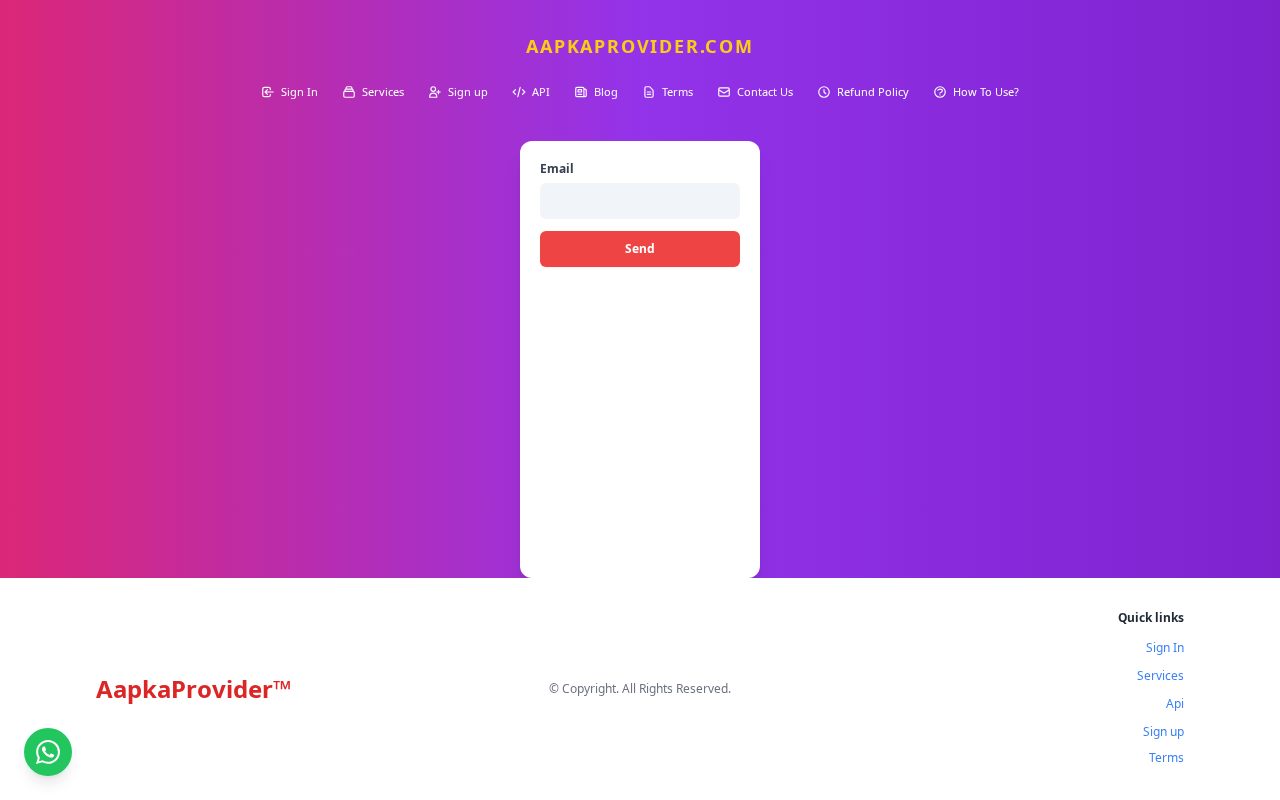 AAPKAPROVIDER.COM
Sign In Services Sign up API Blog Terms Contact Us Refund Policy How To Use?
Email
Send
Quick links
Sign In
Services
Api
Sign up
Terms
AapkaProvider™
© Copyright. All Rights Reserved.